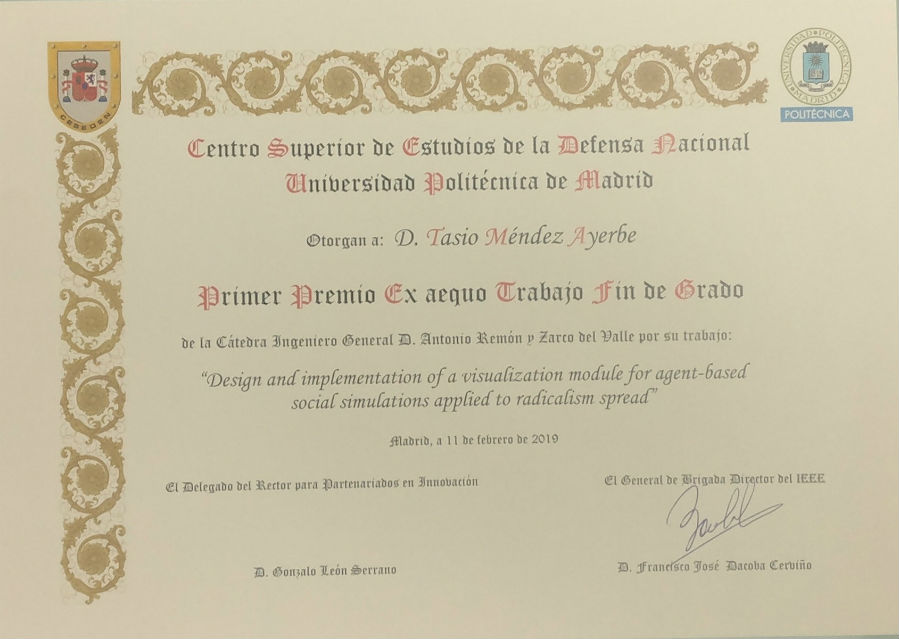 CESEDEN
UNIVERSIDAD POLITÉCNICA
MADRID
POLITÉCNICA
Centro Superior de Estudios de la Defensa Nacional
Universidad Politécnica de Madrid
Otorgan a: D. Tasio Méndez Ayerbe
Primer Premio Ex aequo Trabajo Fin de Grado
de la Cátedra Ingeniero General D. Antonio Remón y Zarco del Valle por su trabajo:
“Design and implementation of a visualization module for agent-based
social simulations applied to radicalism spread”
Madrid, a 11 de febrero de 2019
El Delegado del Rector para Partenariados en Innovación
El General de Brigada Director del IEEE
D. Gonzalo León Serrano
D. Francisco José Dacoba Cerviño